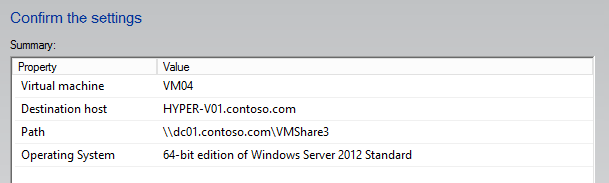 Confirm the settings
Summary:
Property Value
Virtual machine VM04
Destination host HYPER-V01.contoso.com
Path \\dc01.contoso.com\VMShare3
Operating System 64-bit edition of Windows Server 2012 Standard